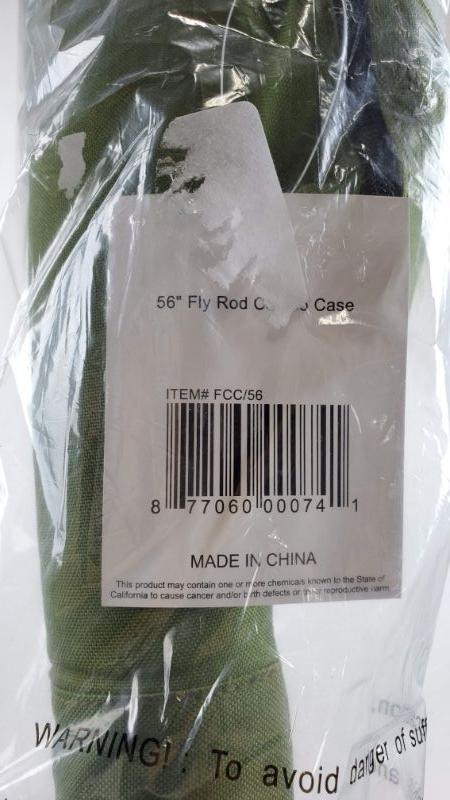 56" Fly Rod Case
ITEM# FCC/56
8 77060 00074 1
MADE IN CHINA
This product may contain one or more chemicals known to the State of
California to cause cancer and/or birth defects or other reproductive harm.
WARNING! : To avoid danger of